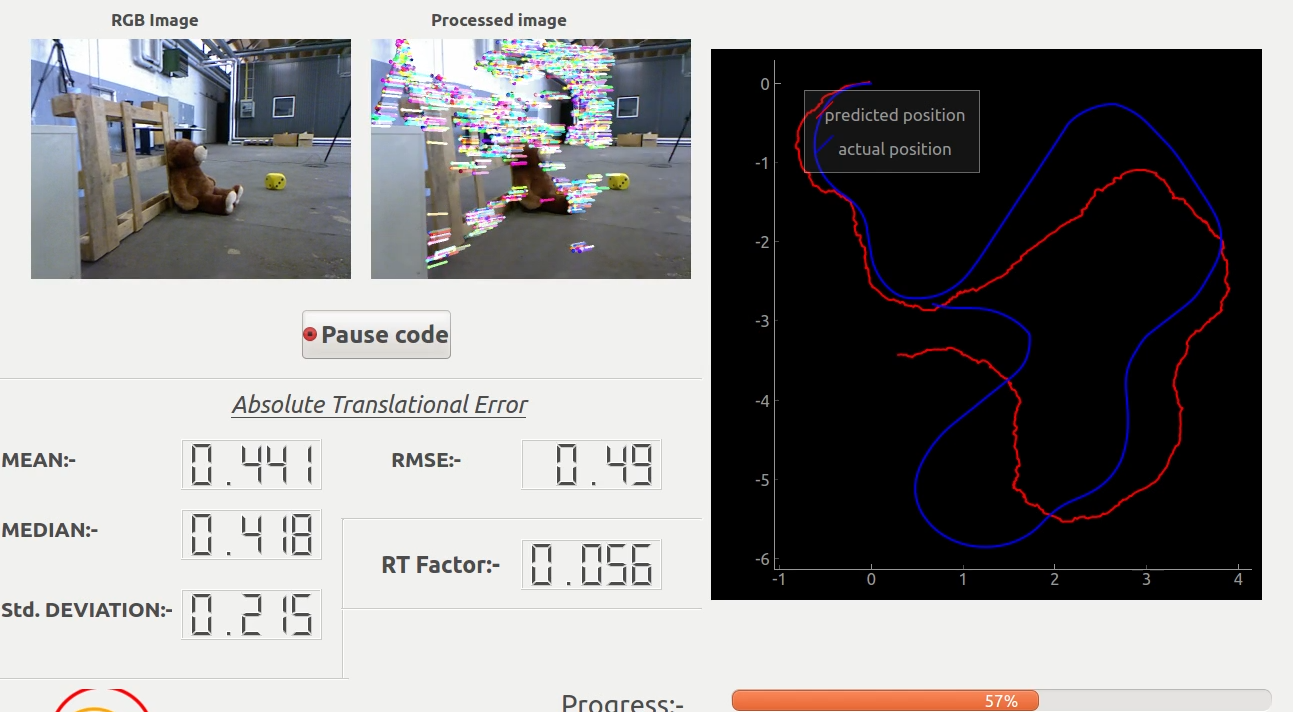 RGB Image
Processed image
Pause code
Absolute Translational Error
MEAN:-
0.441
RMSE:-
0.49
MEDIAN:-
0.418
RT Factor:-
0.056
Std. DEVIATION:-
0.215
predicted position
actual position
0
-1
-2
-3
-4
-5
-6
-1 0 1 2 3 4
Progress:-
57%